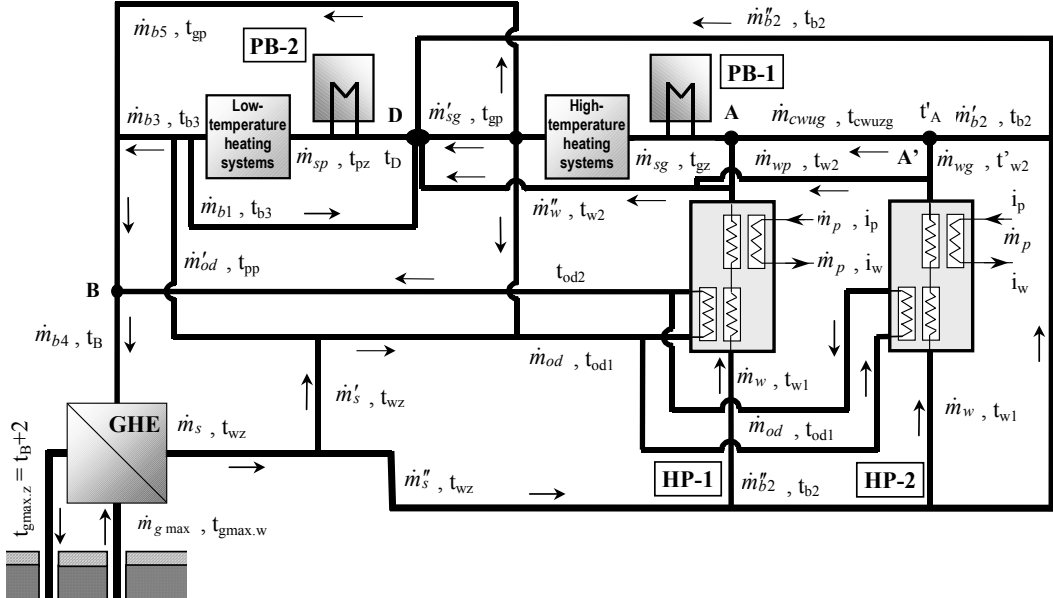 ṁb5 , tgp
ṁ″b2 , tb2
PB-2
PB-1
ṁb3 , tb3
Low-
temperature
heating
systems
D
ṁ′sg , tgp
High-
temperature
heating
systems
A
ṁcwug , tcwuzg
t'A
ṁ′b2 , tb2
ṁsp , tpz
tD
ṁsg , tgz
ṁwp , tw2
A’
ṁwg , t’w2
ṁb1 , tb3
ṁ″w , tw2
ṁp , ip
ip
ṁp
ṁp , iw
iw
ṁ′od , tpp
tod2
B
ṁb4 , tB
ṁod , tod1
ṁ′s , twz
ṁw , tw1
ṁw , tw1
GHE
ṁs , twz
ṁod , tod1
HP-1
ṁ″b2 , tb2
HP-2
ṁ″s , twz
tgmax.z = tB+2
ṁg max , tgmax.w